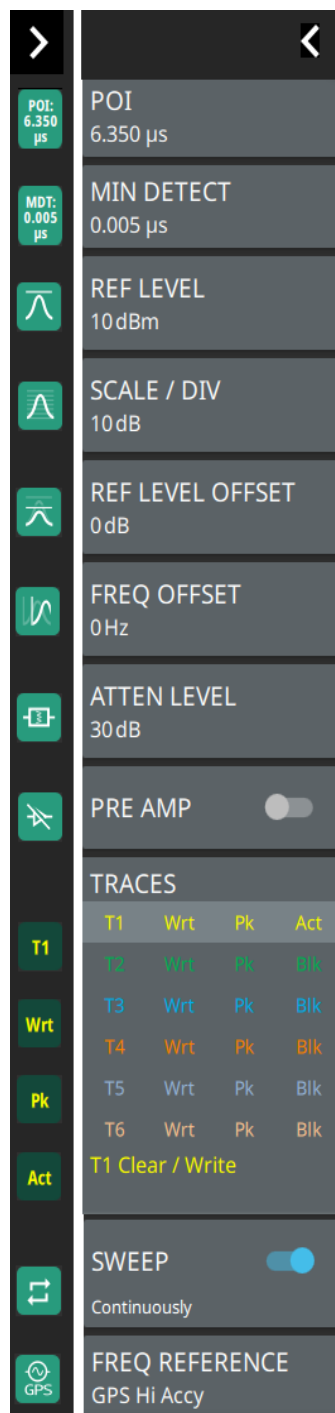 POI:
6.350
µs
MDT:
0.005
µs
T1
Wrt
Pk
Act
GPS
POI
6.350 µs
MIN DETECT
0.005 µs
REF LEVEL
10 dBm
SCALE / DIV
10 dB
REF LEVEL OFFSET
0 dB
FREQ OFFSET
0 Hz
ATTEN LEVEL
30 dB
PRE AMP
TRACES
T1 Wrt Pk Act
T2 Wrt Pk Blk
T3 Wrt Pk Blk
T4 Wrt Pk Blk
T5 Wrt Pk Blk
T6 Wrt Pk Blk
T1 Clear / Write
SWEEP
Continuously
FREQ REFERENCE
GPS Hi Accy